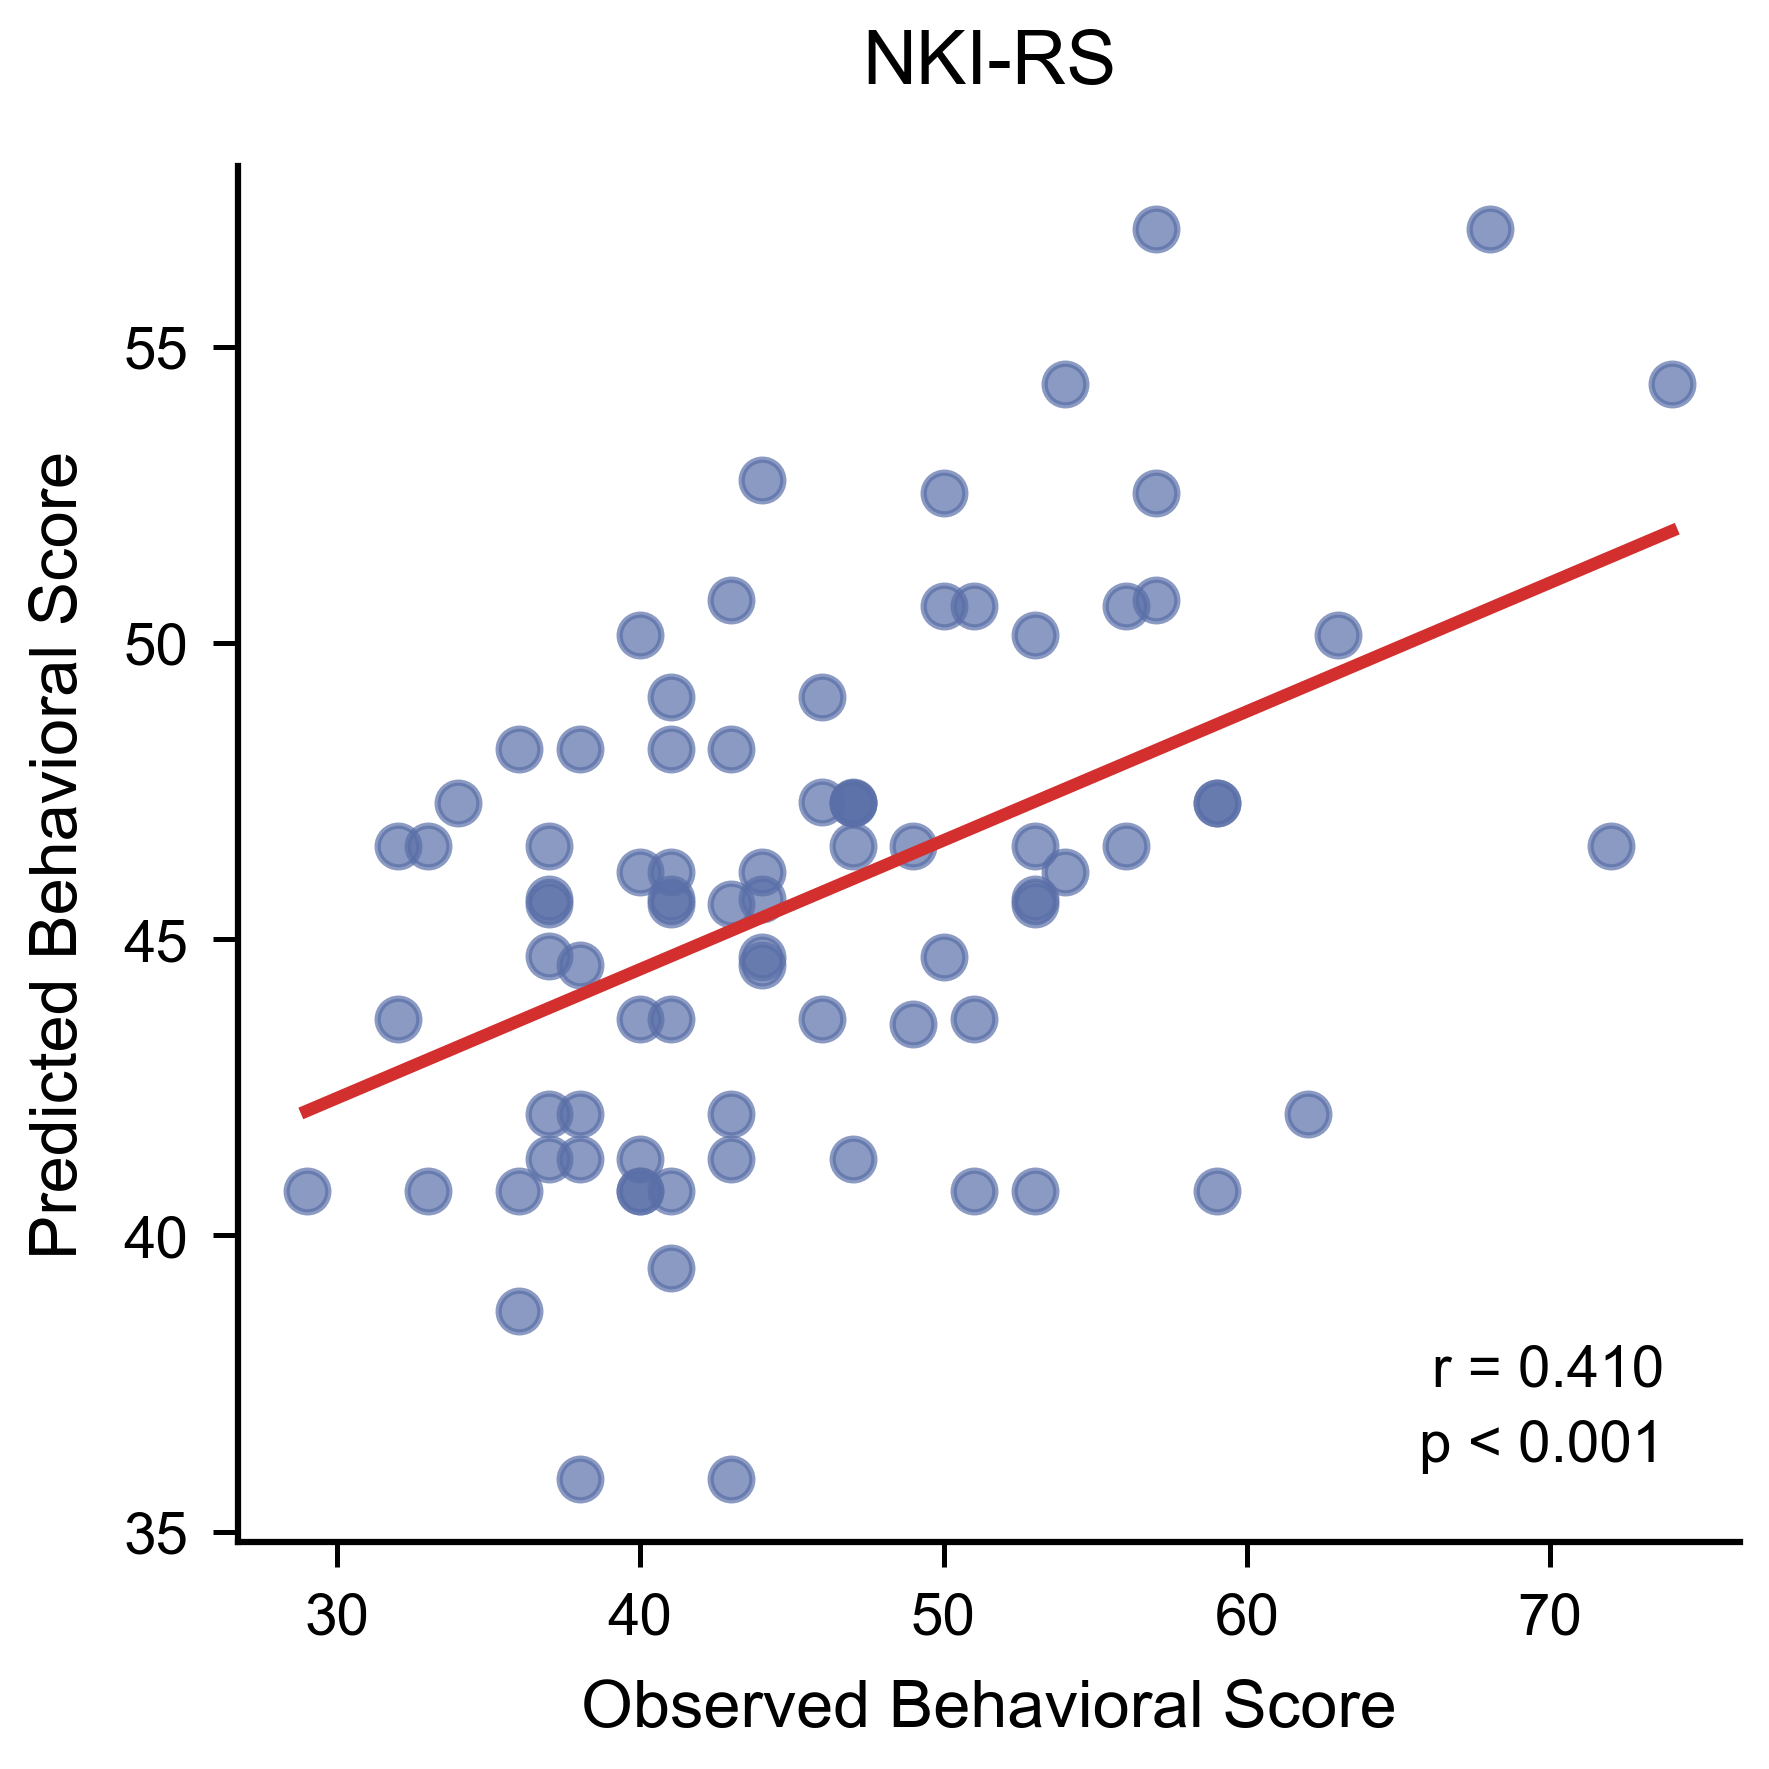 NKI-RS
Predicted Behavioral Score
55
50
45
40
35
r = 0.410
p < 0.001
30 40 50 60 70
Observed Behavioral Score